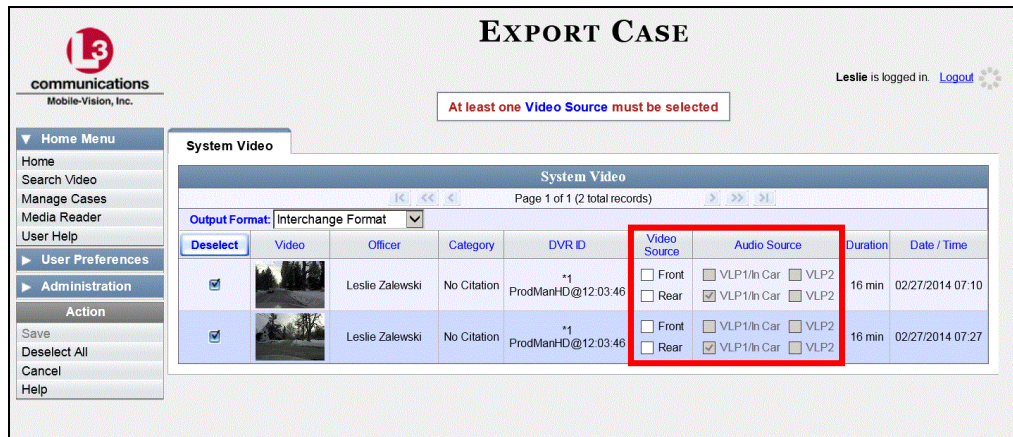 EXPORT CASE
L3
communications
Mobile-Vision, Inc.
Leslie is logged in. Logout
At least one Video Source must be selected
▼ Home Menu
Home
Search Video
Manage Cases
Media Reader
User Help
▶ User Preferences
▶ Administration
Action
Save
Deselect All
Cancel
Help
System Video
System Video
|< << < Page 1 of 1 (2 total records) > >> >|
Output Format: Interchange Format
Deselect Video Officer Category DVR ID Video Source Audio Source Duration Date / Time
Leslie Zalewski No Citation *1 ProdManHD@12:03:46 Front VLP1/In Car VLP2 16 min 02/27/2014 07:10
Rear VLP1/In Car VLP2
Leslie Zalewski No Citation *1 ProdManHD@12:03:46 Front VLP1/In Car VLP2 16 min 02/27/2014 07:27
Rear VLP1/In Car VLP2